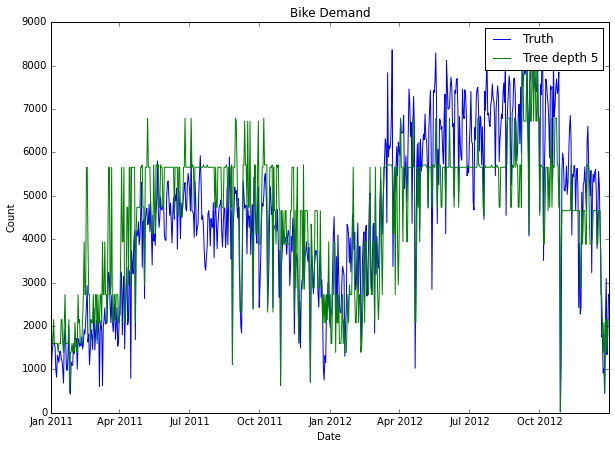 Bike Demand
Truth
Tree depth 5
9000
8000
7000
6000
5000
4000
3000
2000
1000
0
Count
Jan 2011
Apr 2011
Jul 2011
Oct 2011
Jan 2012
Apr 2012
Jul 2012
Oct 2012
Date